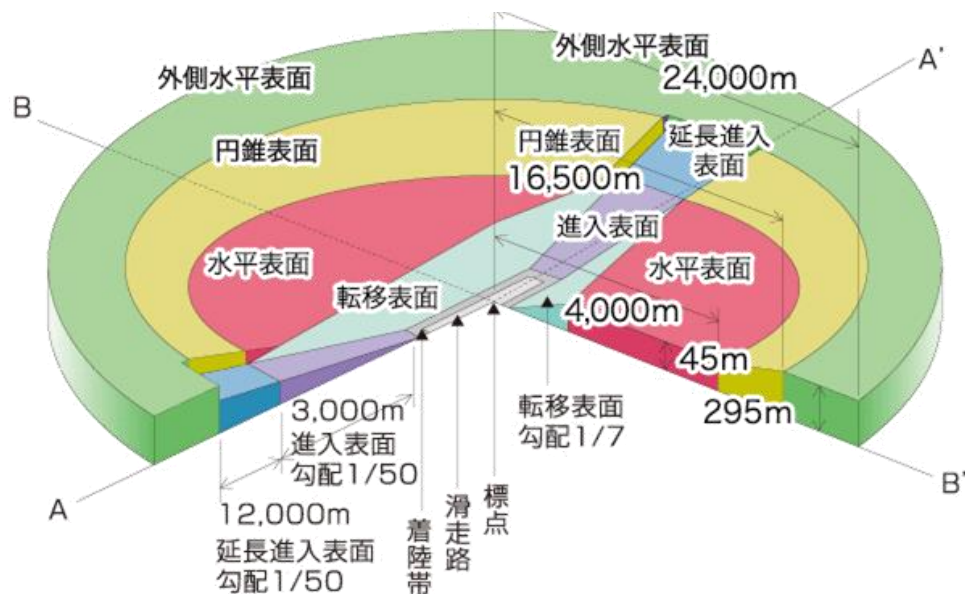 外側水平表面
24,000m
A'
外側水平表面
B
円錐表面
円錐表面
16,500m
延長進入
表面
進入表面
水平表面
水平表面
転移表面
4,000m
45m
295m
3,000m
進入表面
勾配1/50
転移表面
勾配1/7
A
B'
12,000m
延長進入表面
勾配1/50
着陸帯
滑走路
標点